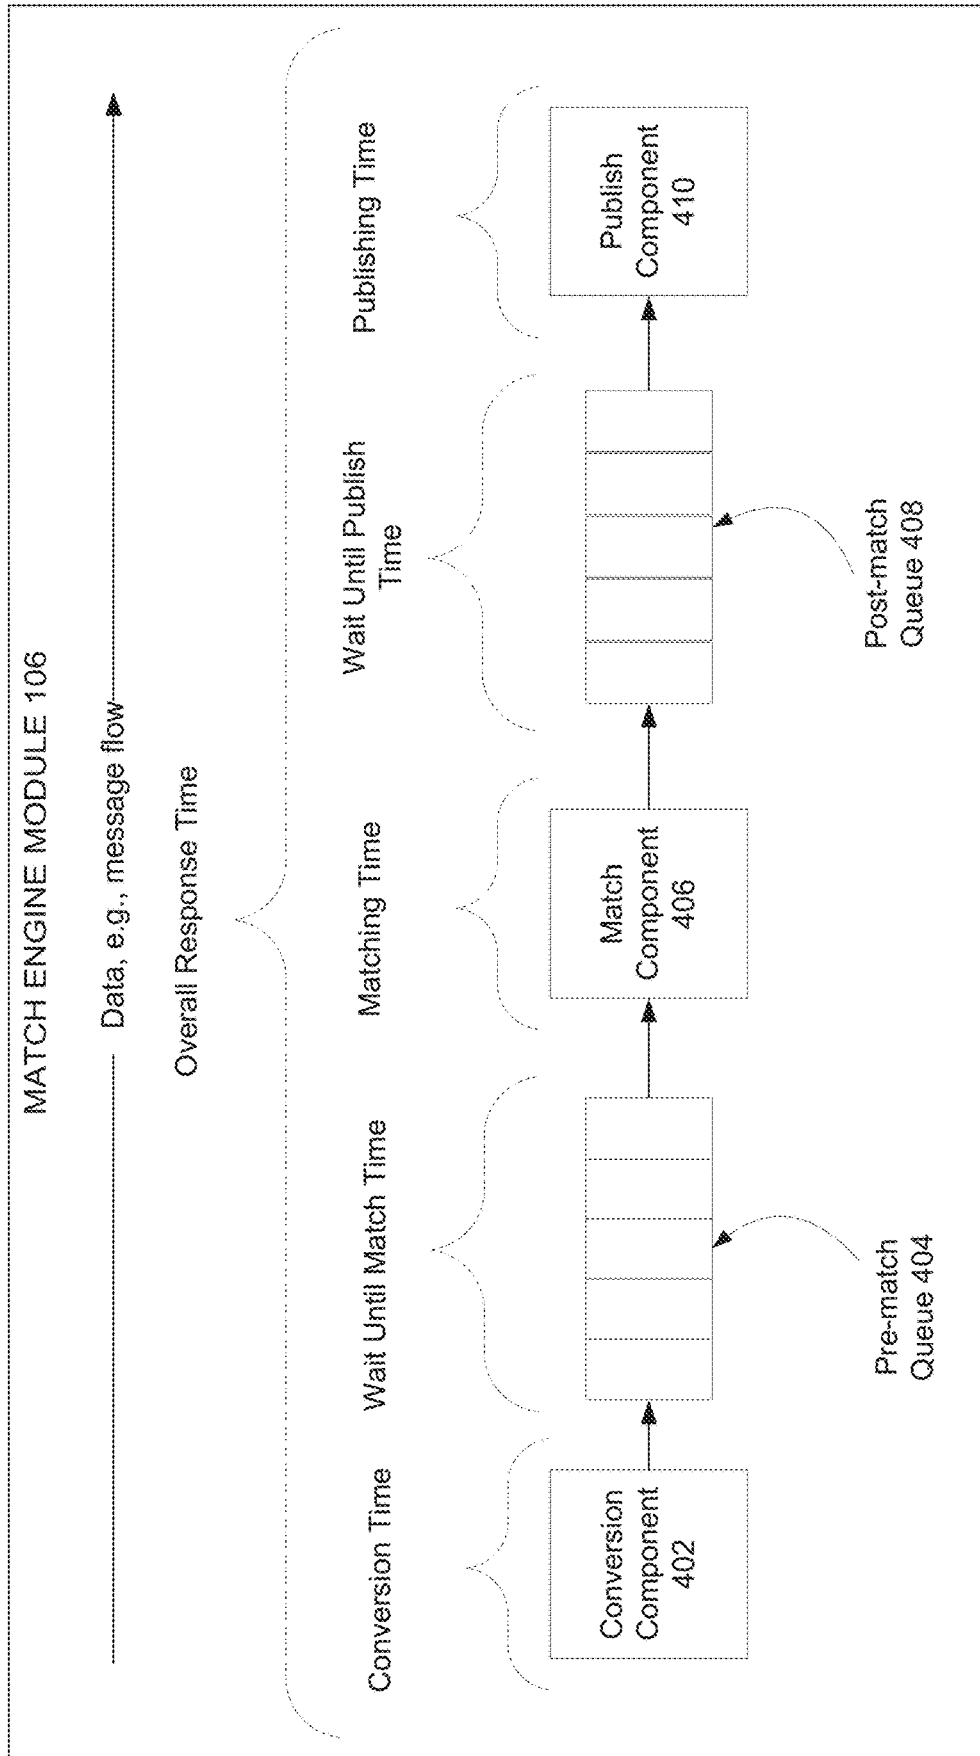 MATCH ENGINE MODULE 106
Data, e.g., message flow
Overall Response Time
Conversion Time
Wait Until Match Time
Matching Time
Wait Until Publish
Time
Publishing Time
Conversion
Component
402
Match
Component
406
Publish
Component
410
Pre-match
Queue 404
Post-match
Queue 408